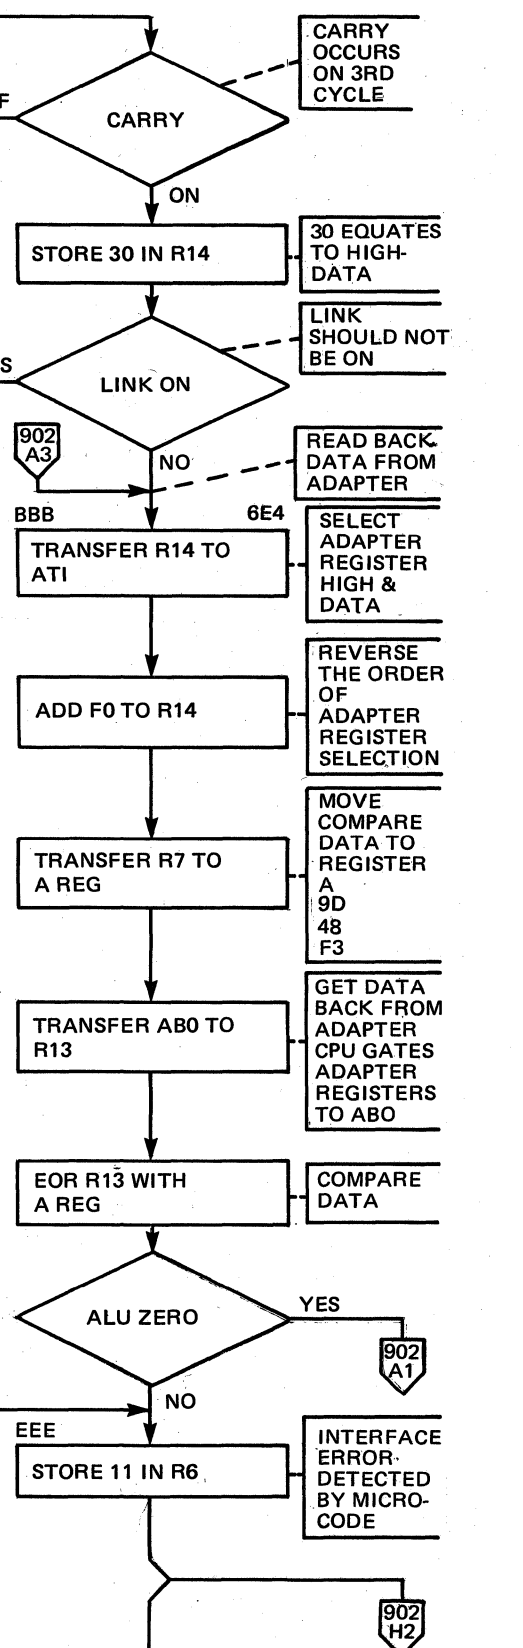 CARRY
OCCURS
ON 3RD
CYCLE
F
CARRY
ON
STORE 30 IN R14
30 EQUATES
TO HIGH-
DATA
LINK
SHOULD NOT
BE ON
S
LINK ON
902
A3
NO
READ BACK
DATA FROM
ADAPTER
BBB
6E4
TRANSFER R14 TO
ATI
SELECT
ADAPTER
REGISTER
HIGH &
DATA
ADD F0 TO R14
REVERSE
THE ORDER
OF
ADAPTER
REGISTER
SELECTION
TRANSFER R7 TO
A REG
MOVE
COMPARE
DATA TO
REGISTER
A
9D
48
F3
TRANSFER AB0 TO
R13
GET DATA
BACK FROM
ADAPTER
CPU GATES
ADAPTER
REGISTERS
TO ABO
EOR R13 WITH
A REG
COMPARE
DATA
ALU ZERO
YES
902
A1
NO
EEE
STORE 11 IN R6
INTERFACE
ERROR
DETECTED
BY MICRO-
CODE
902
H2